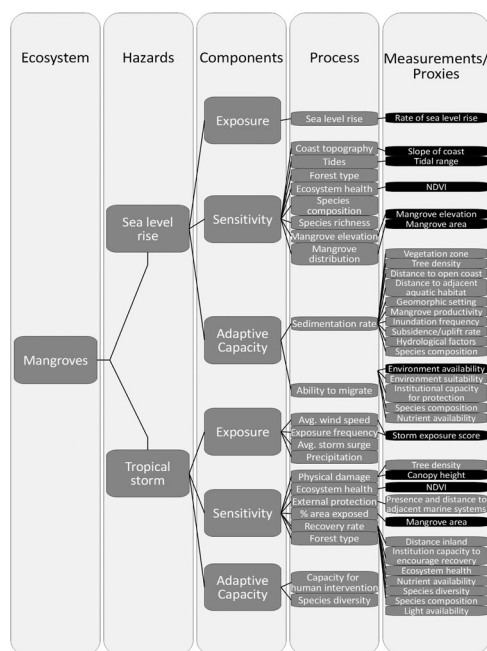 Ecosystem
Hazards
Components
Process
Measurements/
Proxies
Mangroves
Sea level
rise
Tropical
storm
Exposure
Sensitivity
Adaptive
Capacity
Exposure
Sensitivity
Adaptive
Capacity
Sea level rise
Coast topography
Tides
Forest type
Ecosystem health
Species
composition
Species richness
Mangrove elevation
Mangrove
distribution
Sedimentation rate
Ability to migrate
Avg. wind speed
Exposure frequency
Avg. storm surge
Precipitation
Physical damage
Ecosystem health
External protection
% area exposed
Recovery rate
Forest type
Capacity for
human intervention
Species diversity
Rate of sea level rise
Slope of coast
Tidal range
NDVI
Mangrove elevation
Mangrove area
Vegetation zone
Tree density
Distance to open coast
Distance to adjacent
aquatic habitat
Geomorphic setting
Mangrove productivity
Inundation frequency
Subsidence/uplift rate
Hydrological factors
Species composition
Environment availability
Environment suitability
Institutional capacity
for protection
Species composition
Nutrient availability
Storm exposure score
Tree density
Canopy height
NDVI
Presence and distance to
adjacent marine systems
Mangrove area
Distance inland
Institution capacity to
encourage recovery
Ecosystem health
Nutrient availability
Species diversity
Species composition
Light availability